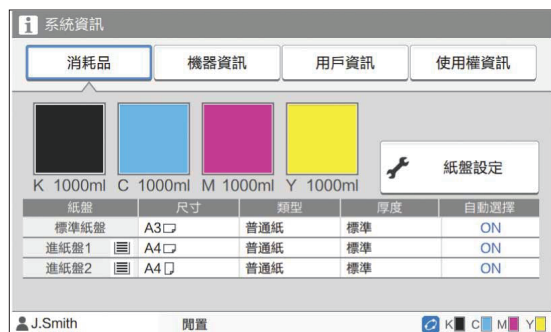 系統資訊
消耗品 機器資訊 用戶資訊 使用權資訊
K 1000ml C 1000ml M 1000ml Y 1000ml
紙盤設定
紙盤 尺寸 類型 厚度 自動選擇
標準紙盤 A3 普通紙 標準 ON
進紙盤1 A4 普通紙 標準 ON
進紙盤2 A4 普通紙 標準 ON
J.Smith 閒置 K C M Y